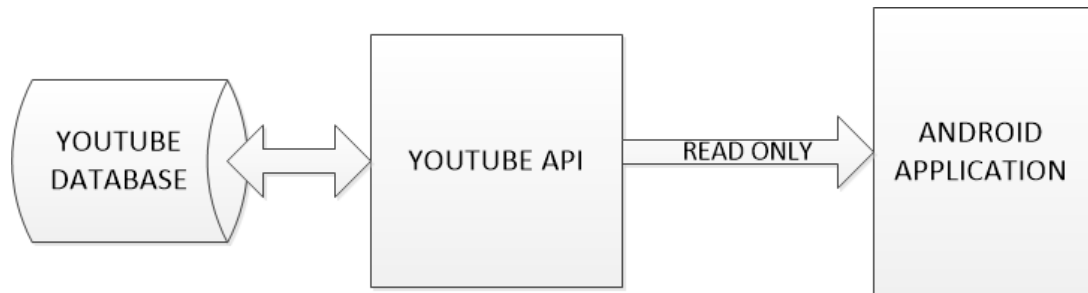 YOUTUBE
DATABASE
YOUTUBE API
READ ONLY
ANDROID
APPLICATION